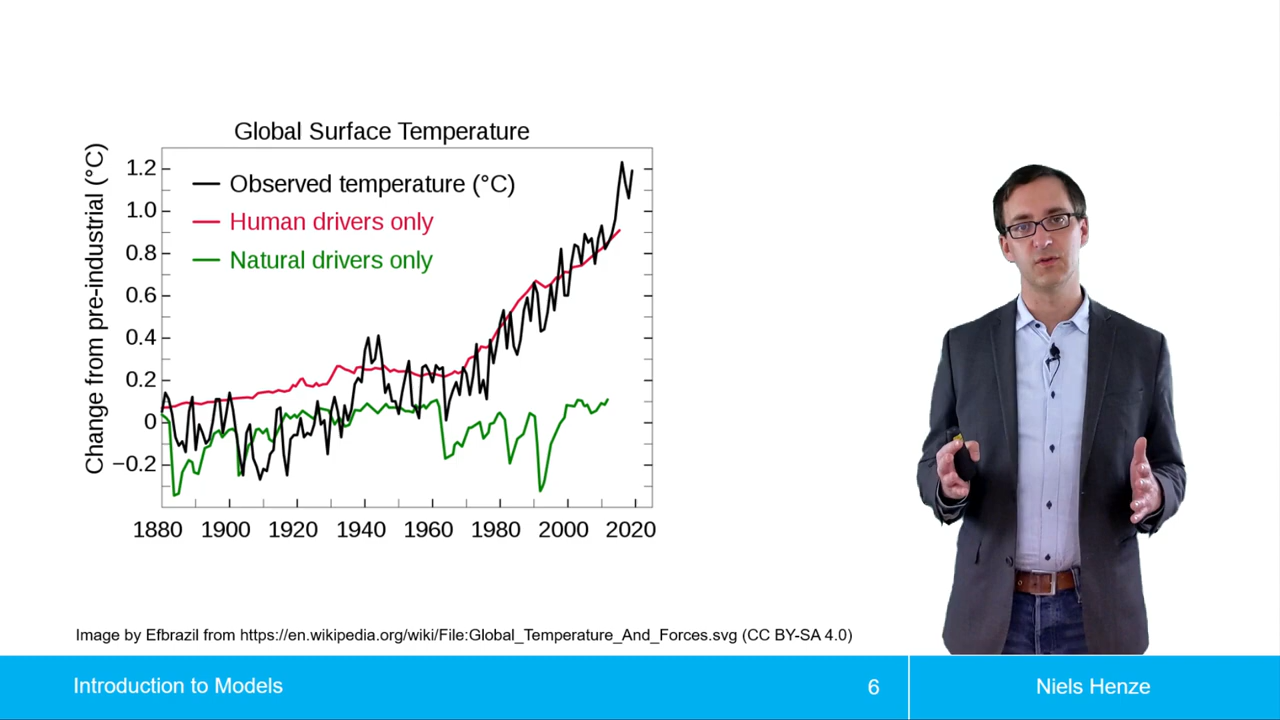 Global Surface Temperature
Change from pre-industrial (°C)
1.2
1.0
0.8
0.6
0.4
0.2
0
−0.2
Observed temperature (°C)
Human drivers only
Natural drivers only
1880 1900 1920 1940 1960 1980 2000 2020
Image by Efbrazil from https://en.wikipedia.org/wiki/File:Global_Temperature_And_Forces.svg (CC BY-SA 4.0)
Introduction to Models
6
Niels Henze